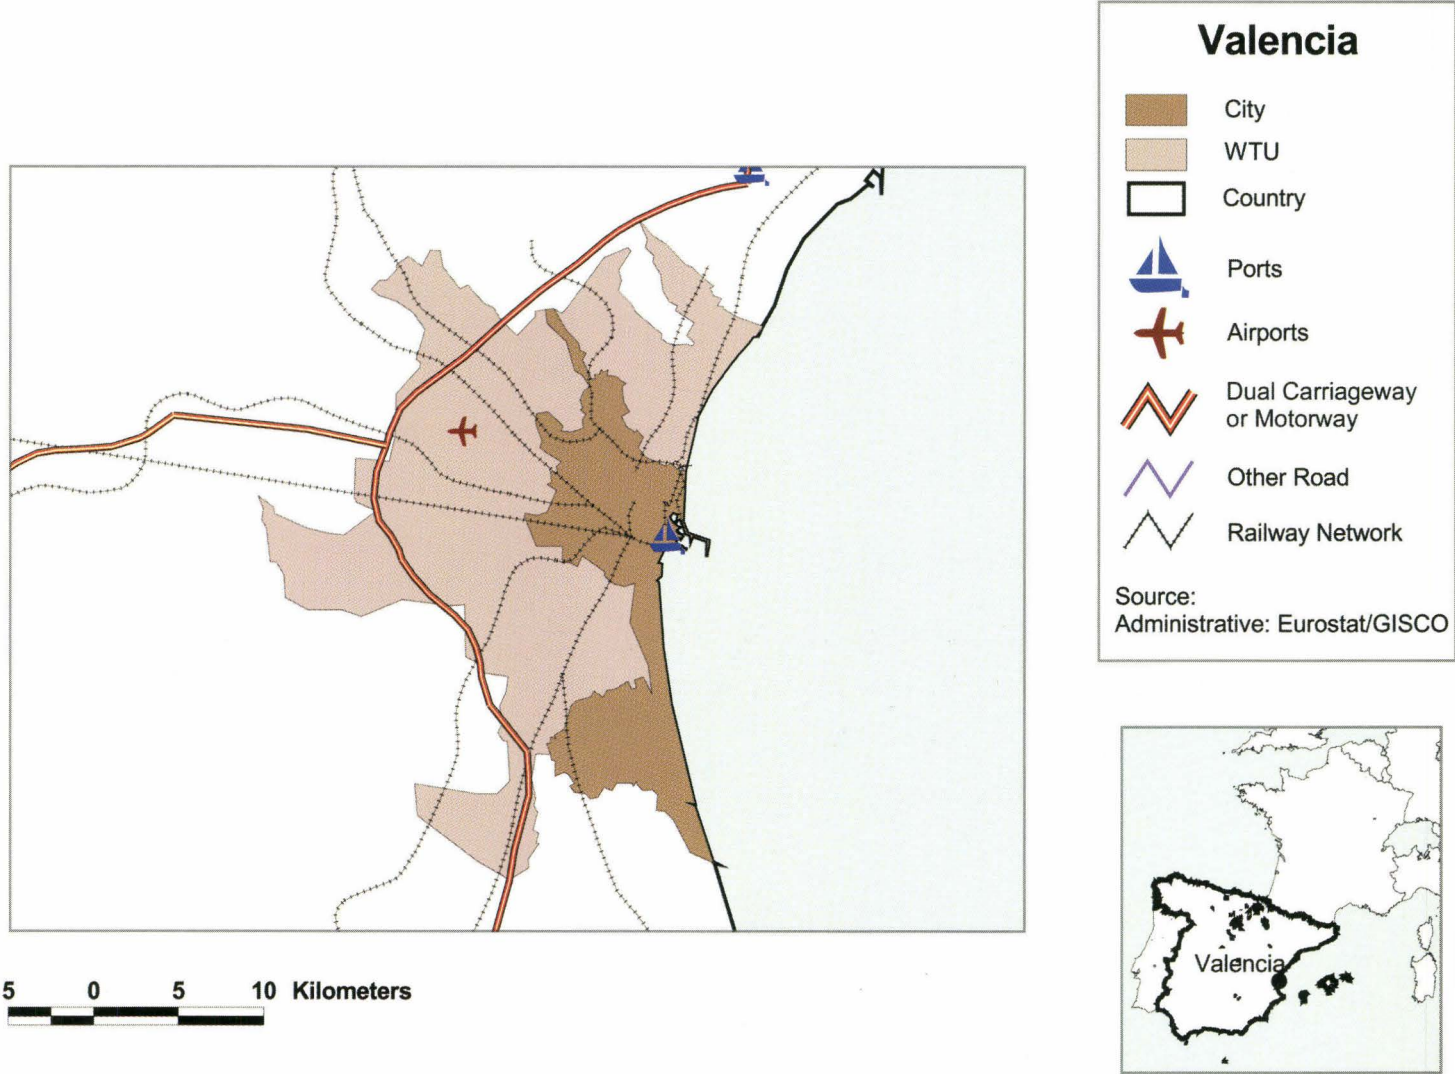 Valencia
City
WTU
Country
Ports
Airports
Dual Carriageway
or Motorway
Other Road
Railway Network
Source:
Administrative: Eurostat/GISCO
5 0 5 10 Kilometers
Valencia